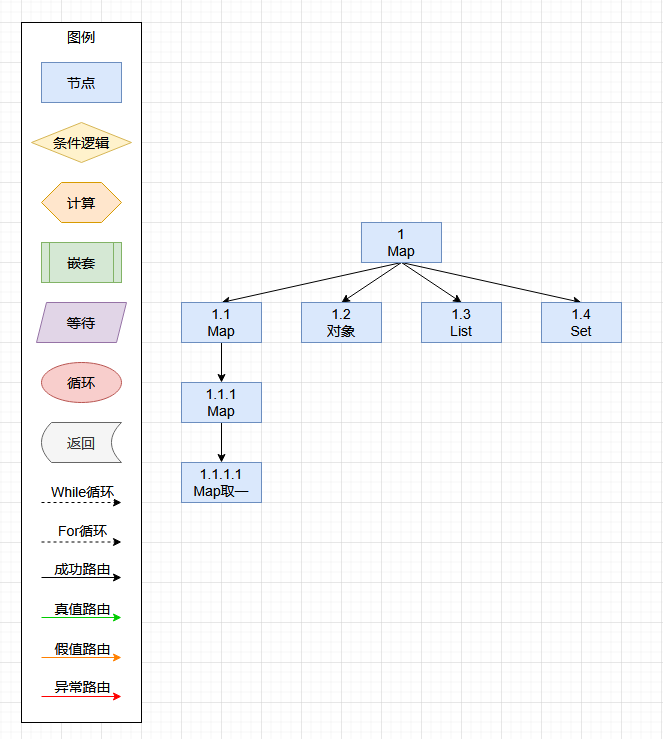 图例
节点
条件逻辑
计算
嵌套
等待
循环
返回
While循环
For循环
成功路由
真值路由
假值路由
异常路由
1
Map
1.1
Map
1.2
对象
1.3
List
1.4
Set
1.1.1
Map
1.1.1.1
Map取一